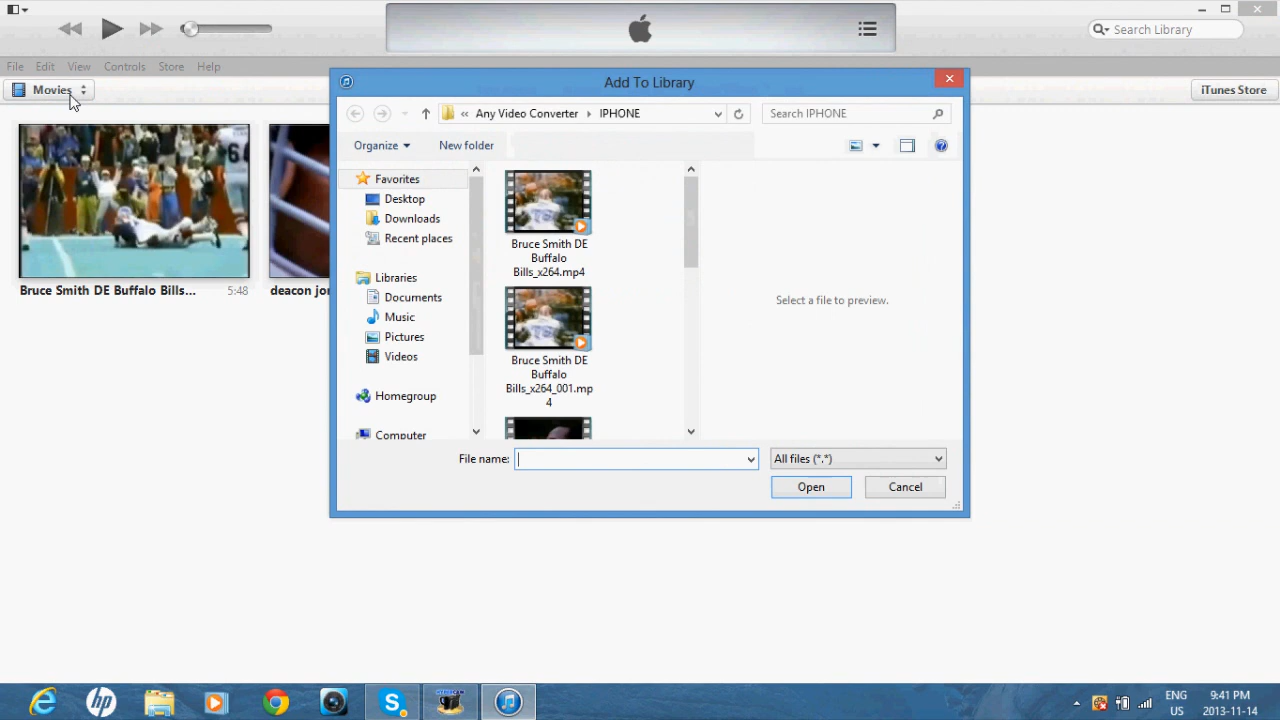 Search Library
File Edit View Controls Store Help
Movies
iTunes Store
Bruce Smith DE Buffalo Bills... 5:48
deacon jon
Add To Library
« Any Video Converter IPHONE
Search IPHONE
Organize
New folder
Favorites
Desktop
Downloads
Recent places
Libraries
Documents
Music
Pictures
Videos
Homegroup
Computer
Bruce Smith DE
Buffalo
Bills_x264.mp4
Bruce Smith DE
Buffalo
Bills_x264_001.mp
4
Select a file to preview.
File name:
All files (*.*)
Open
Cancel
ENG
US
9:41 PM
2013-11-14